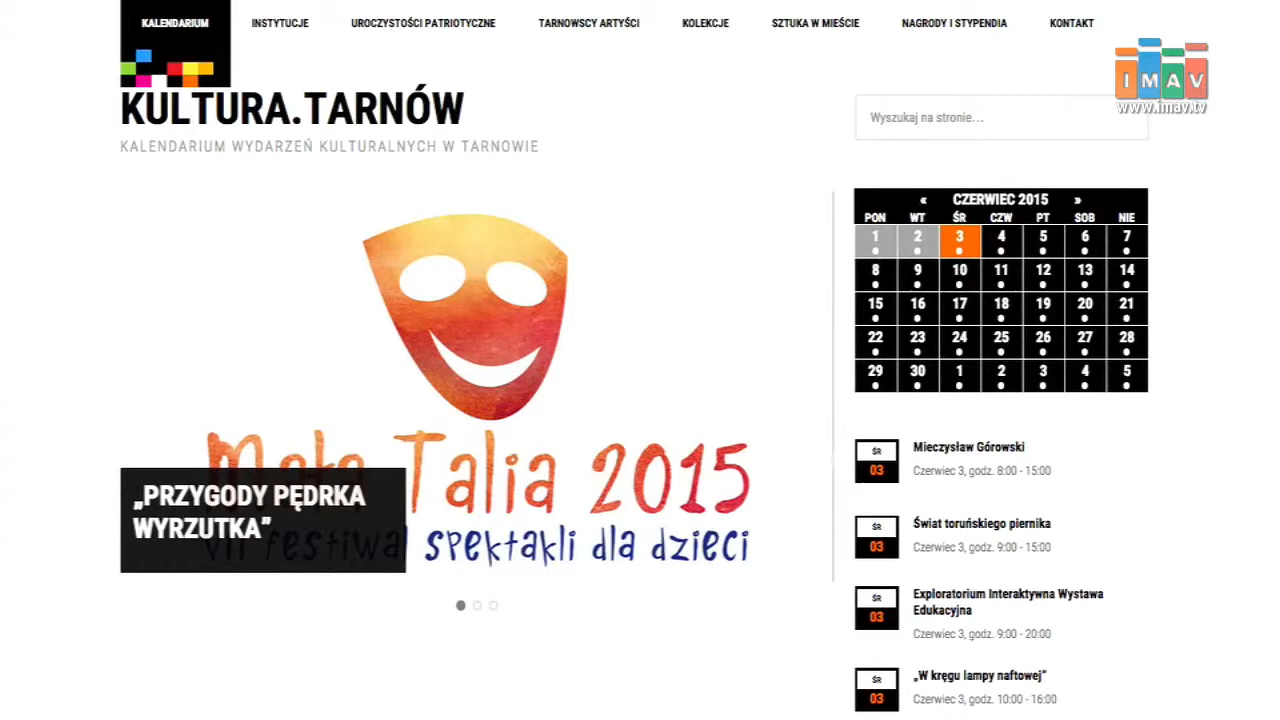 KALENDARIUM INSTYTUCJE UROCZYSTOŚCI PATRIOTYCZNE TARNOWSCY ARTYŚCI KOLEKCJE SZTUKA W MIEŚCIE NAGRODY I STYPENDIA KONTAKT
IMAV
www.imav.tv
KULTURA.TARNÓW
KALENDARIUM WYDARZEŃ KULTURALNYCH W TARNOWIE
Wyszukaj na stronie...
Mała Talia 2015
VII festiwal spektakli dla dzieci
„PRZYGODY PĘDRKA
WYRZUTKA”
« CZERWIEC 2015 »
PON WT ŚR CZW PT SOB NIE
1 2 3 4 5 6 7
8 9 10 11 12 13 14
15 16 17 18 19 20 21
22 23 24 25 26 27 28
29 30 1 2 3 4 5
ŚR
03
Mieczysław Górowski
Czerwiec 3, godz. 8:00 - 15:00
ŚR
03
Świat toruńskiego piernika
Czerwiec 3, godz. 9:00 - 15:00
ŚR
03
Exploratorium Interaktywna Wystawa
Edukacyjna
Czerwiec 3, godz. 9:00 - 20:00
ŚR
03
„W kręgu lampy naftowej”
Czerwiec 3, godz. 10:00 - 16:00